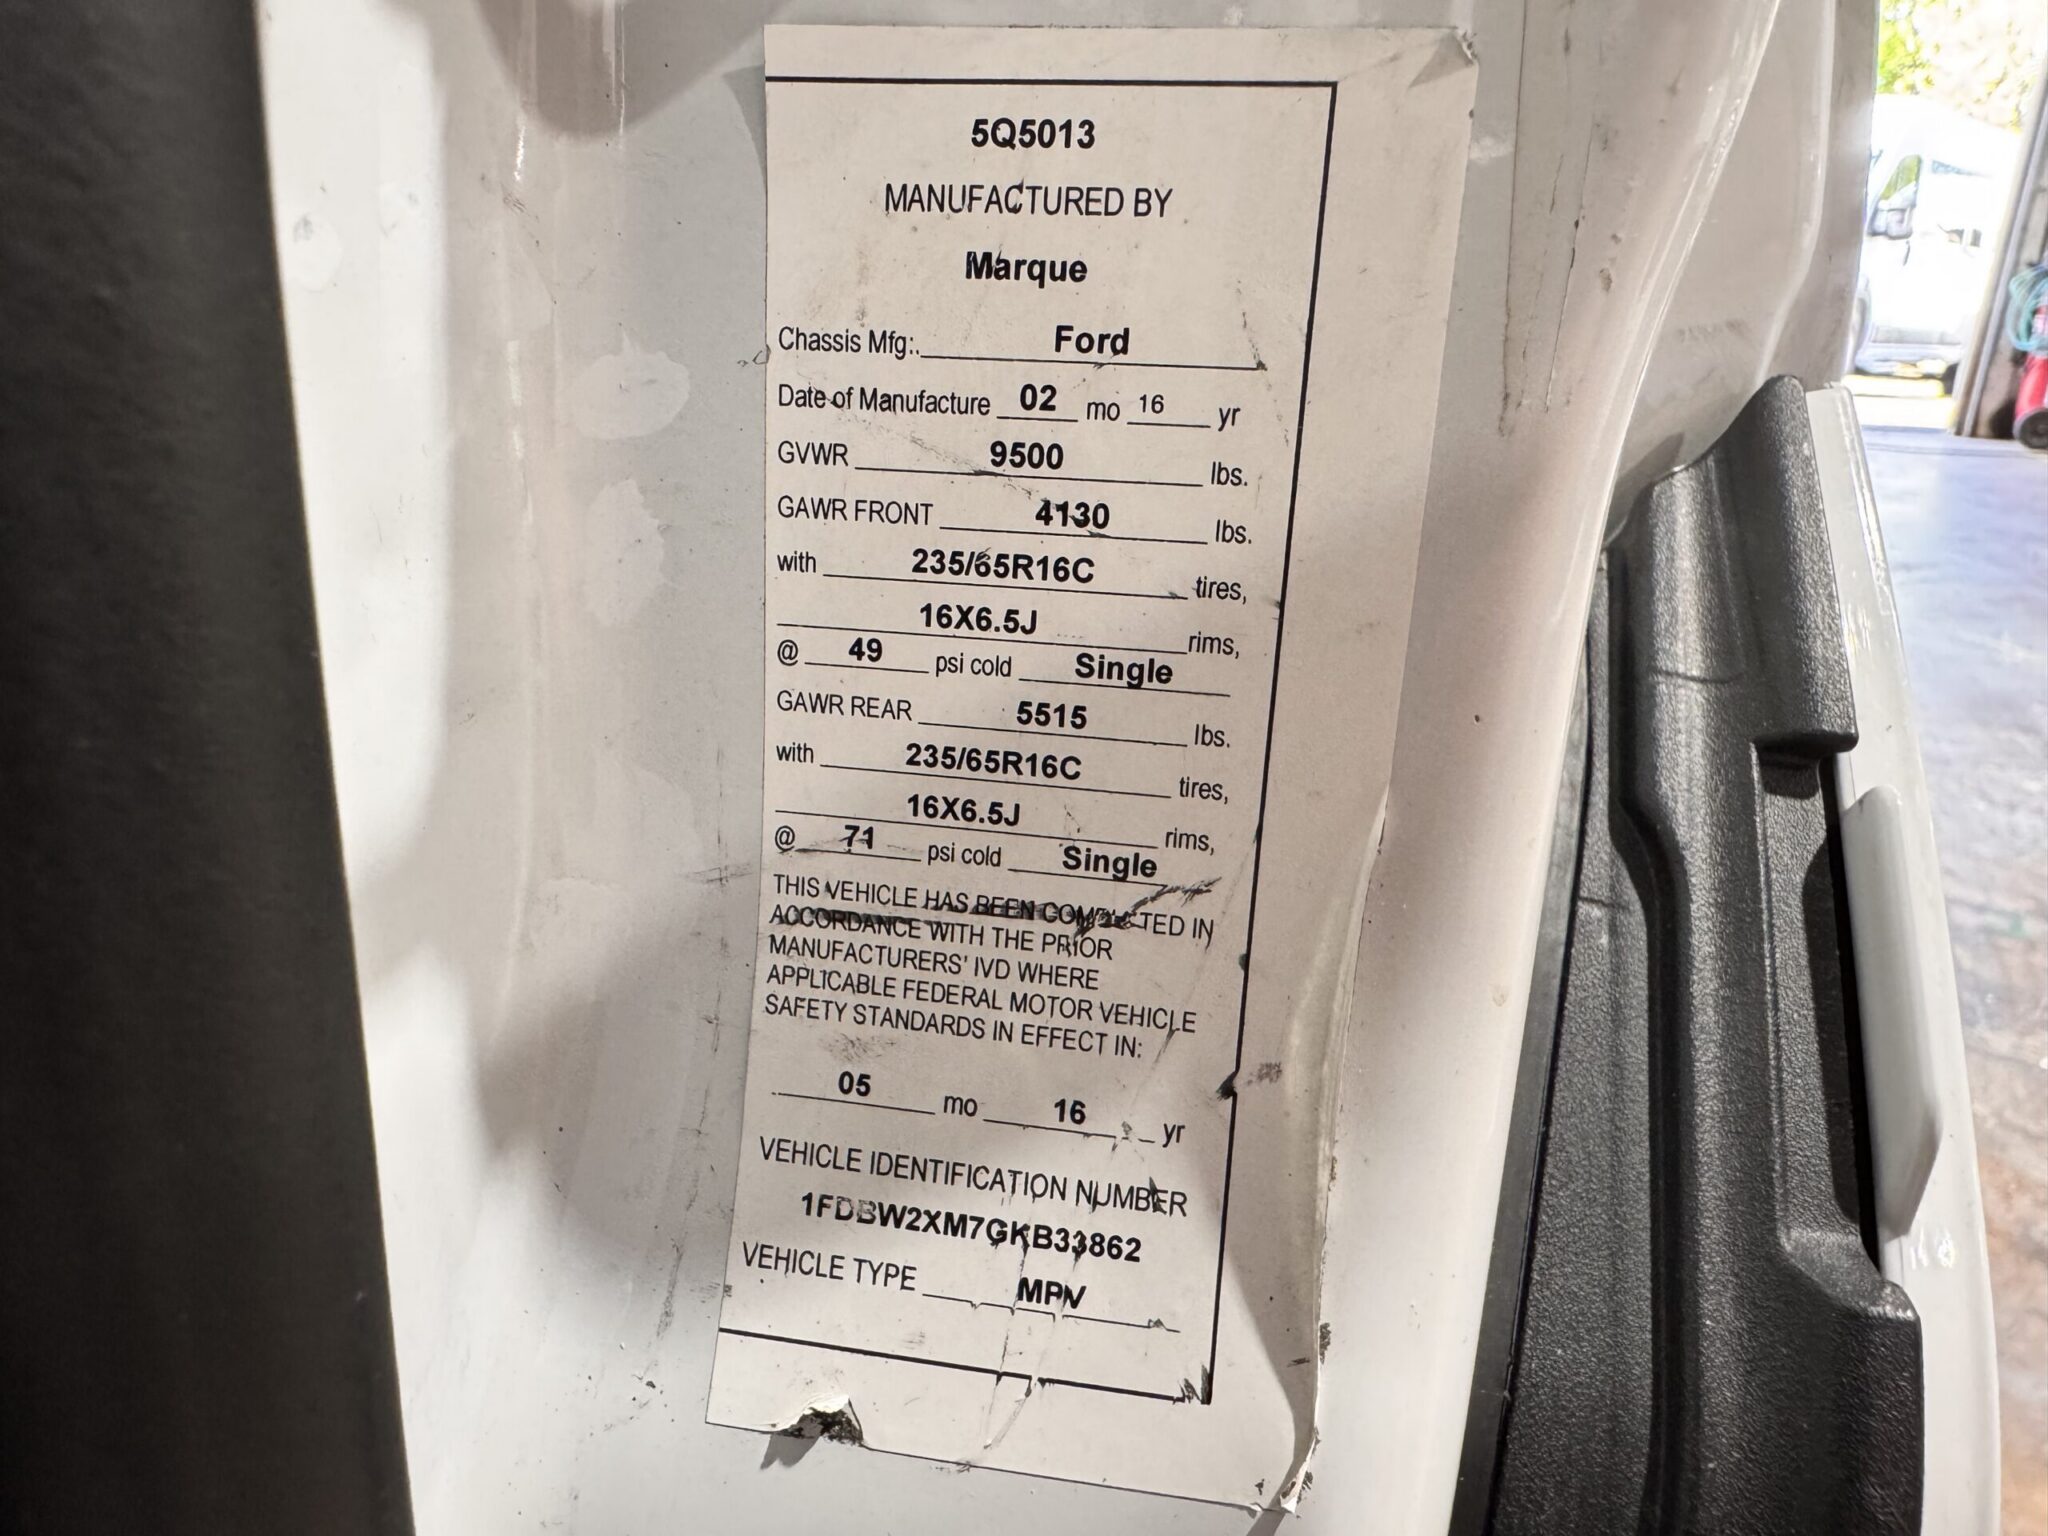 5Q5013
MANUFACTURED BY
Marque
Chassis Mfg:. Ford
Date of Manufacture 02 mo 16 yr
GVWR 9500 lbs.
GAWR FRONT 4130 lbs.
with 235/65R16C tires,
16X6.5J rims,
@ 49 psi cold Single
GAWR REAR 5515 lbs.
with 235/65R16C tires,
16X6.5J rims,
@ 71 psi cold Single
THIS VEHICLE HAS BEEN COMPLETED IN
ACCORDANCE WITH THE PRIOR
MANUFACTURERS' IVD WHERE
APPLICABLE FEDERAL MOTOR VEHICLE
SAFETY STANDARDS IN EFFECT IN:
05 mo 16 yr
VEHICLE IDENTIFICATION NUMBER
1FDBW2XM7GKB33862
VEHICLE TYPE MPV